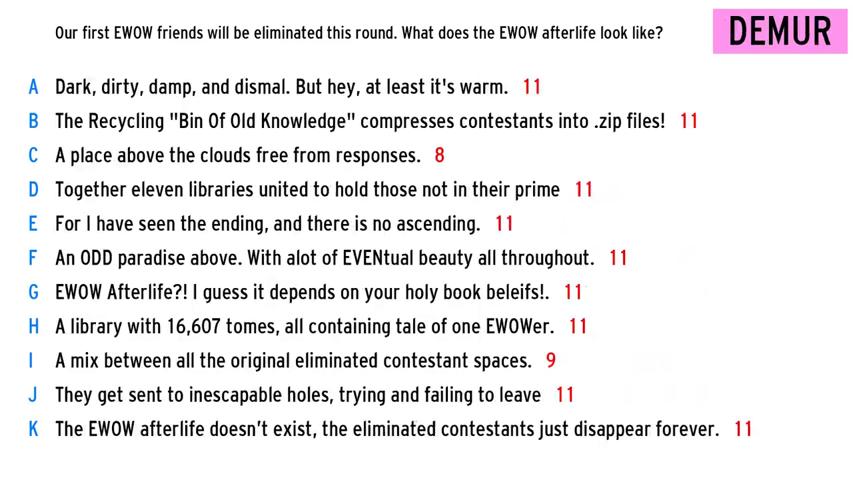 Our first EWOW friends will be eliminated this round. What does the EWOW afterlife look like?
DEMUR
A Dark, dirty, damp, and dismal. But hey, at least it's warm. 11
B The Recycling "Bin Of Old Knowledge" compresses contestants into .zip files! 11
C A place above the clouds free from responses. 8
D Together eleven libraries united to hold those not in their prime 11
E For I have seen the ending, and there is no ascending. 11
F An ODD paradise above. With alot of EVENtual beauty all throughout. 11
G EWOW Afterlife?! I guess it depends on your holy book beleifs!. 11
H A library with 16,607 tomes, all containing tale of one EWOWer. 11
I A mix between all the original eliminated contestant spaces. 9
J They get sent to inescapable holes, trying and failing to leave 11
K The EWOW afterlife doesn’t exist, the eliminated contestants just disappear forever. 11